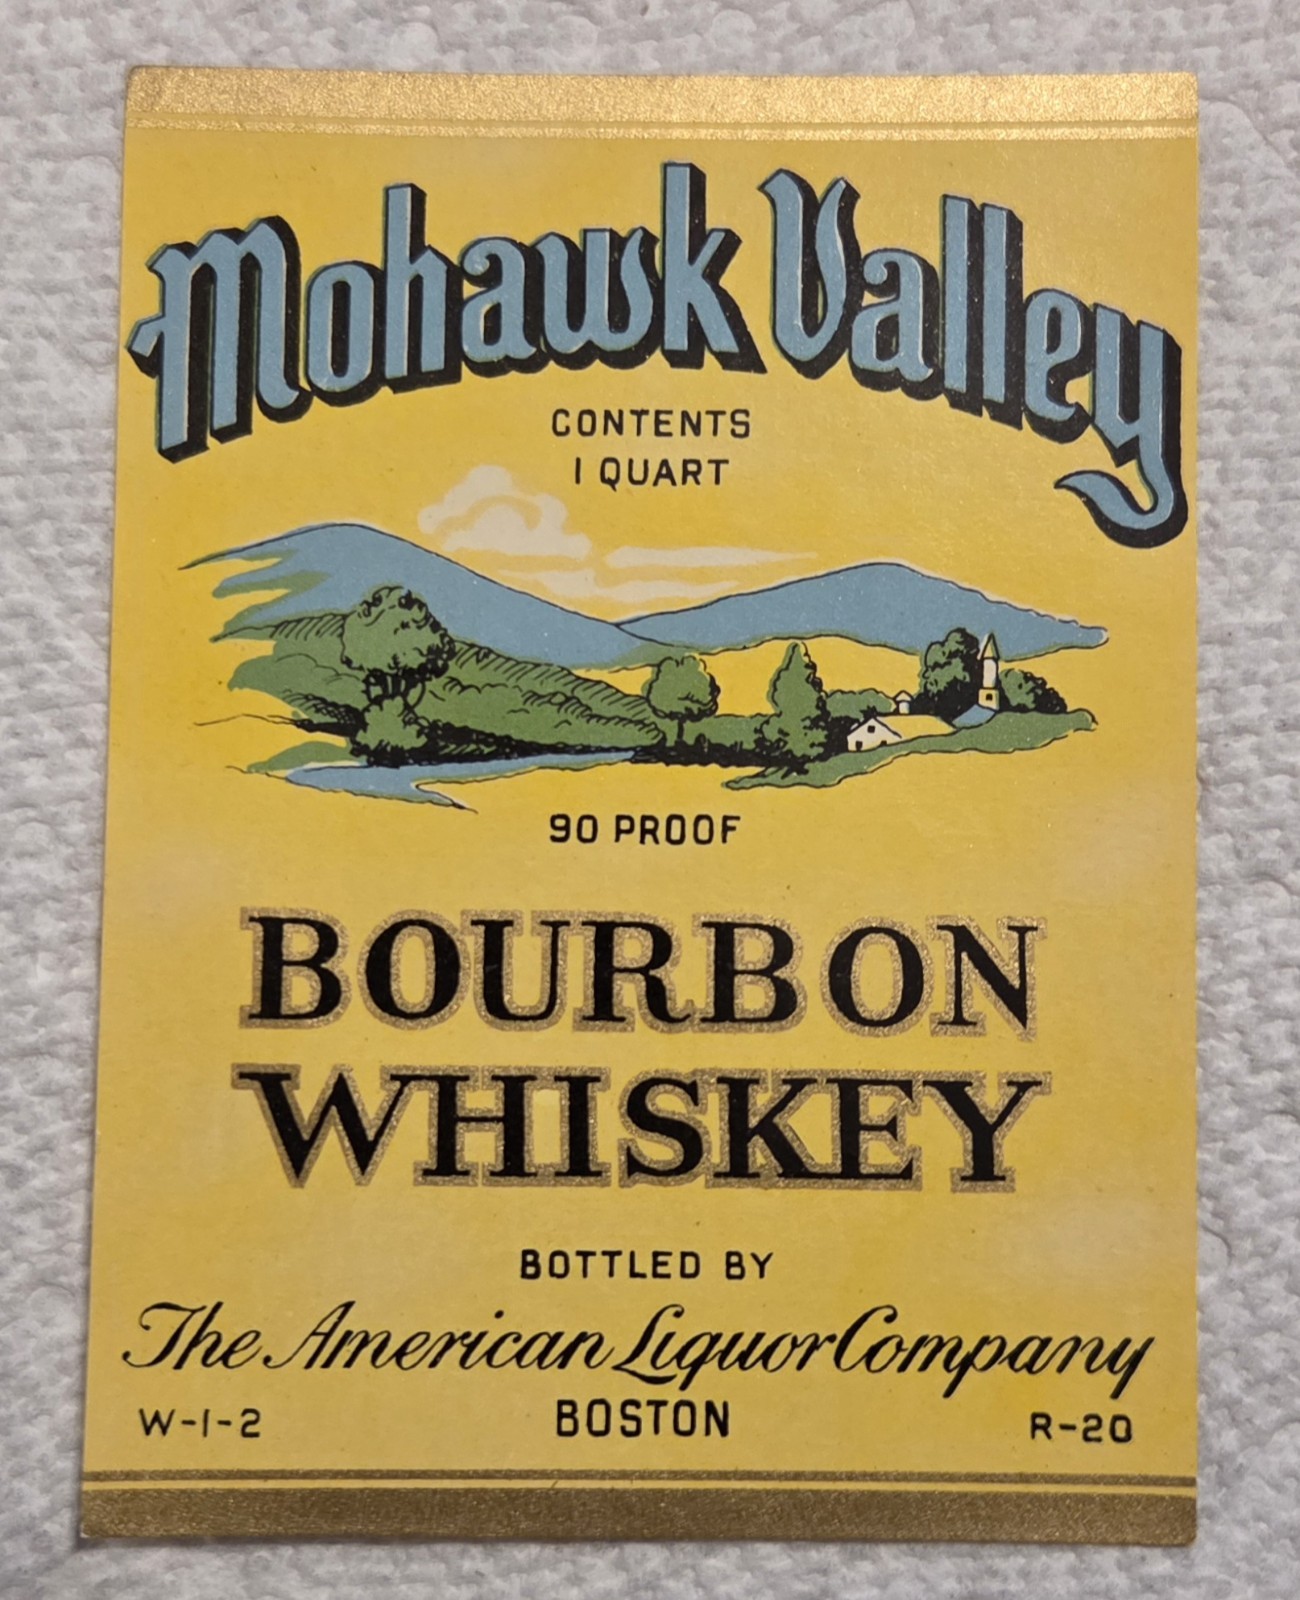 Mohawk Valley
CONTENTS
1 QUART
90 PROOF
BOURBON
WHISKEY
BOTTLED BY
The American Liquor Company
W-1-2 BOSTON R-20